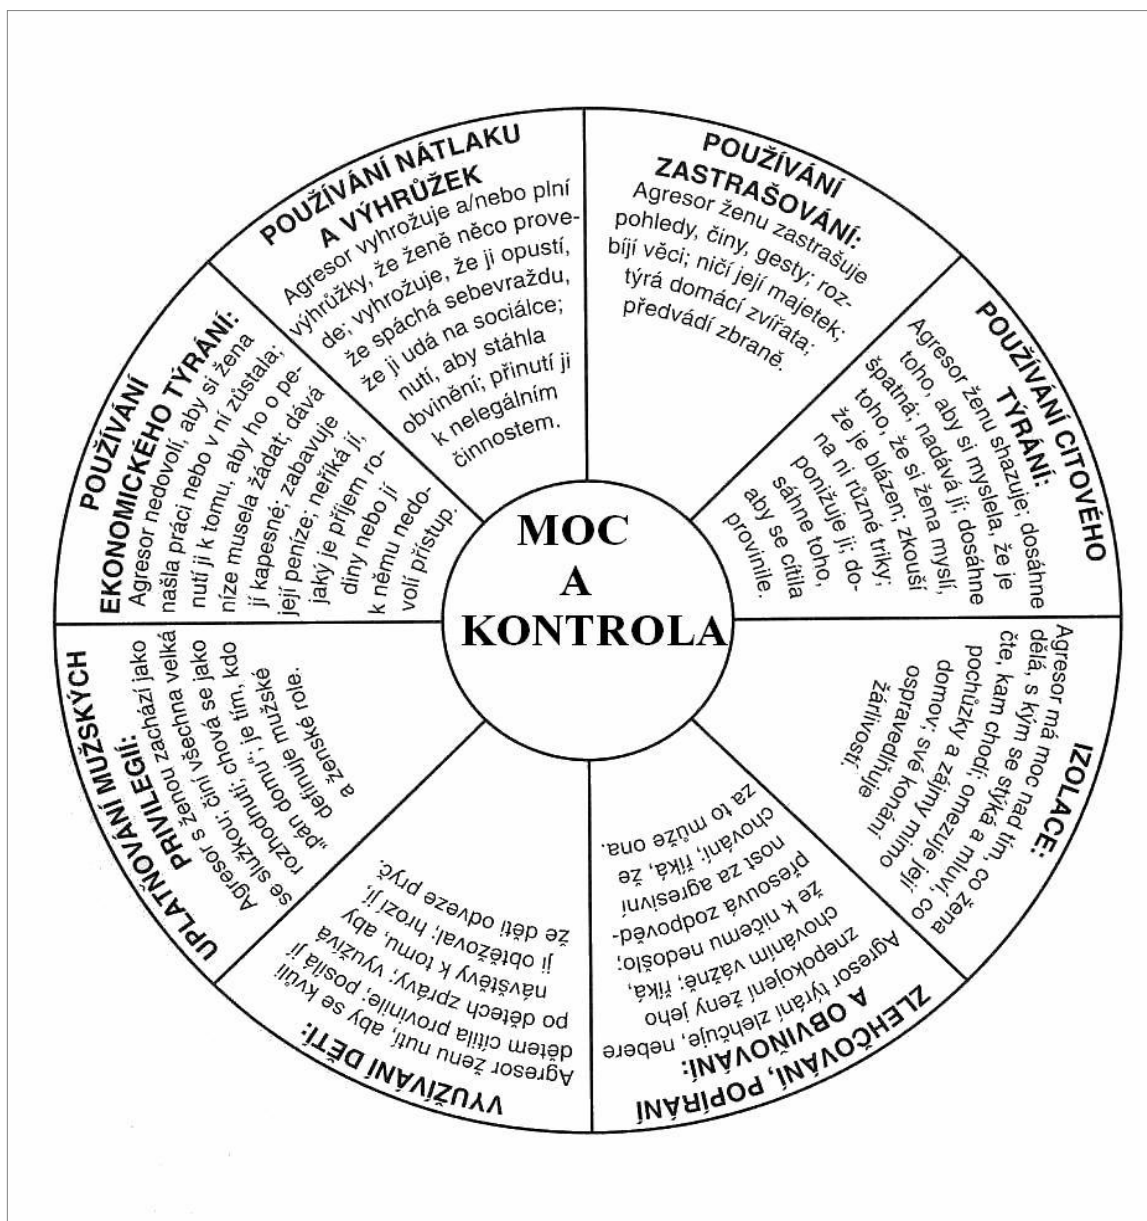 MOC
A
KONTROLA
POUŽÍVÁNÍ NÁTLAKU
A VÝHRŮŽEK
Agresor vyhrožuje a/nebo plní
výhrůžky, že ženě něco prove-
de; vyhrožuje, že ji opustí,
že spáchá sebevraždu,
že ji udá na sociálce;
nutí, aby stáhla
obvinění; přinutí ji
k nelegálním
činnostem.
POUŽÍVÁNÍ
ZASTRAŠOVÁNÍ:
Agresor ženu zastrašuje
pohledy, činy, gesty; roz-
bíjí věci; ničí její majetek;
týrá domácí zvířata;
předvádí zbraně.
POUŽÍVÁNÍ CITOVÉHO
TÝRÁNÍ:
Agresor ženu shazuje; dosáhne
toho, aby si myslela, že je
špatná; nadává jí; dosáhne
toho, že si žena myslí,
že je blázen; zkouší
na ní různé triky;
ponižuje ji; do-
sáhne toho,
aby se cítila
provinile.
IZOLACE:
Agresor má moc nad tím, co žena
dělá, s kým se stýká a mluví, co
čte, kam chodí; omezuje její
pochůzky a zájmy mimo
domov; své konání
ospravedlňuje
žárlivostí;
ZLEHČOVÁNÍ, POPÍRÁNÍ
A OBVIŇOVÁNÍ:
Agresor týrání zlehčuje, nebere
znepokojení ženy jeho
chováním vážně; říká,
že k ničemu nedošlo;
přesouvá zodpověd-
nost za agresivní
chování; říká, že
za to může ona.
VYUŽÍVÁNÍ DĚTÍ:
Agresor ženu nutí, aby se kvůli
dětem cítila provinile; posílá jí
po dětech zprávy; využívá
návštěvy k tomu, aby
ji obtěžoval; hrozí jí,
že děti odveze pryč.
UPLATŇOVÁNÍ MUŽSKÝCH
PRIVILEGIÍ:
Agresor s ženou zachází jako
se služkou; činí všechna velká
rozhodnutí; chová se jako
„pán domu“; je tím, kdo
definuje mužské
a ženské role.
POUŽÍVÁNÍ
EKONOMICKÉHO TÝRÁNÍ:
Agresor nedovolí, aby si žena
našla práci nebo v ní zůstala;
nutí ji k tomu, aby ho o pe-
níze musela žádat; dává
jí kapesné; zabavuje
její peníze; neříká jí,
jaký je příjem ro-
diny nebo jí
k němu nedo-
volí přístup.